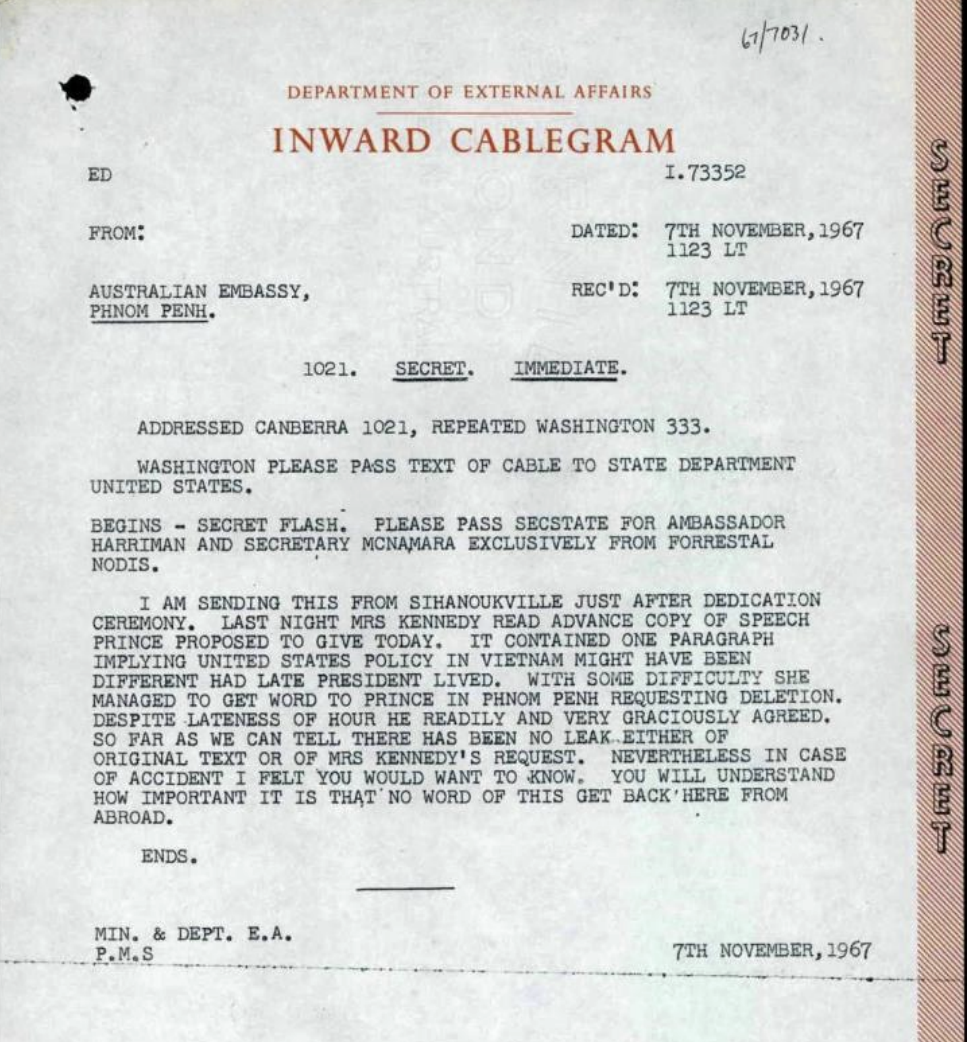 67/7031.
DEPARTMENT OF EXTERNAL AFFAIRS
INWARD CABLEGRAM
ED
I.73352
FROM:
DATED: 7TH NOVEMBER,1967
1123 LT
AUSTRALIAN EMBASSY,
PHNOM PENH.
REC'D: 7TH NOVEMBER,1967
1123 LT
1021. SECRET. IMMEDIATE.
ADDRESSED CANBERRA 1021, REPEATED WASHINGTON 333.
WASHINGTON PLEASE PASS TEXT OF CABLE TO STATE DEPARTMENT
UNITED STATES.
BEGINS - SECRET FLASH. PLEASE PASS SECSTATE FOR AMBASSADOR
HARRIMAN AND SECRETARY MCNAMARA EXCLUSIVELY FROM FORRESTAL
NODIS.
I AM SENDING THIS FROM SIHANOUKVILLE JUST AFTER DEDICATION
CEREMONY. LAST NIGHT MRS KENNEDY READ ADVANCE COPY OF SPEECH
PRINCE PROPOSED TO GIVE TODAY. IT CONTAINED ONE PARAGRAPH
IMPLYING UNITED STATES POLICY IN VIETNAM MIGHT HAVE BEEN
DIFFERENT HAD LATE PRESIDENT LIVED. WITH SOME DIFFICULTY SHE
MANAGED TO GET WORD TO PRINCE IN PHNOM PENH REQUESTING DELETION.
DESPITE LATENESS OF HOUR HE READILY AND VERY GRACIOUSLY AGREED.
SO FAR AS WE CAN TELL THERE HAS BEEN NO LEAK EITHER OF
ORIGINAL TEXT OR OF MRS KENNEDY'S REQUEST. NEVERTHELESS IN CASE
OF ACCIDENT I FELT YOU WOULD WANT TO KNOW. YOU WILL UNDERSTAND
HOW IMPORTANT IT IS THAT NO WORD OF THIS GET BACK HERE FROM
ABROAD.
ENDS.
MIN. & DEPT. E.A.
P.M.S
7TH NOVEMBER,1967
SECRET
SECRET